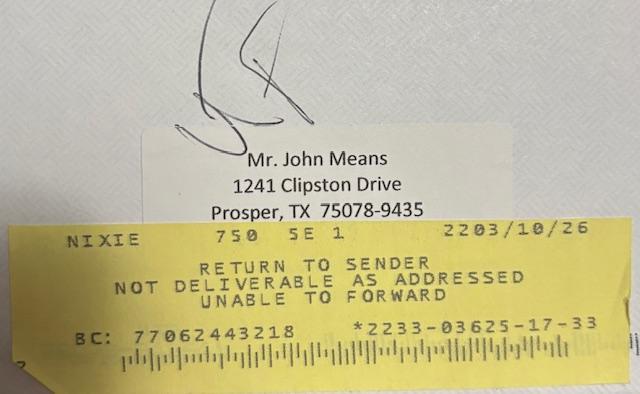 Mr. John Means
1241 Clipston Drive
Prosper, TX 75078-9435
NIXIE 750 SE 1 2203/10/26
RETURN TO SENDER
NOT DELIVERABLE AS ADDRESSED
UNABLE TO FORWARD
BC: 77062443218 *2233-03625-17-33